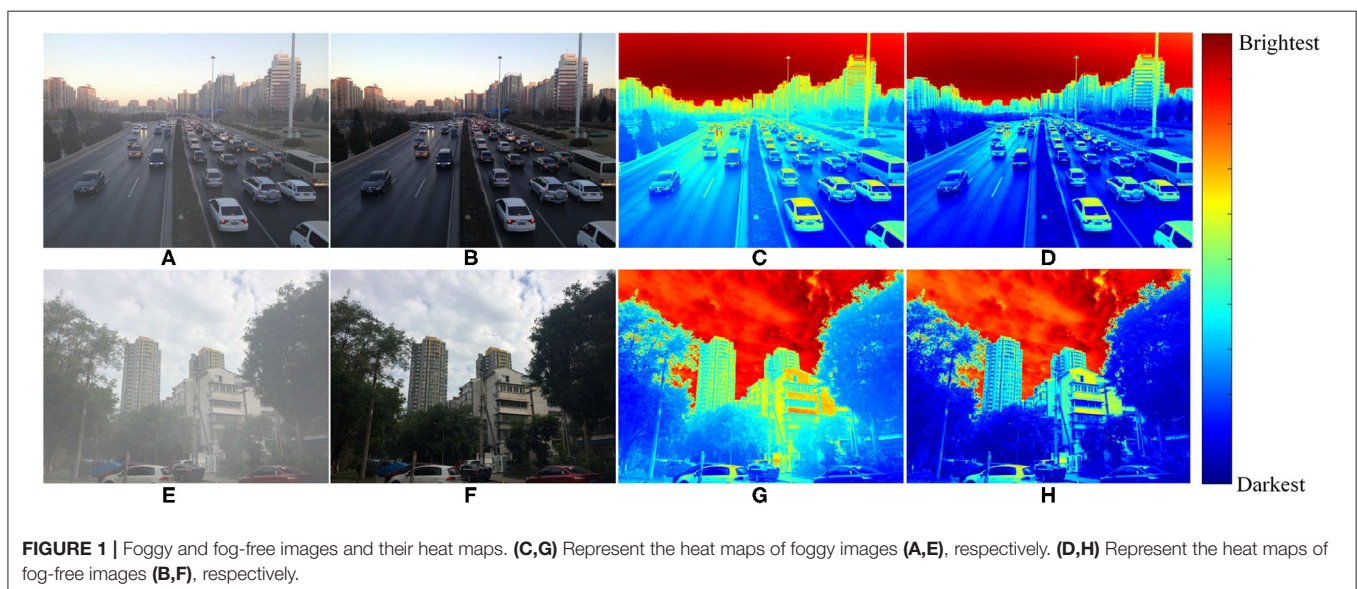 Brightest
A B C D
E F G H
Darkest
FIGURE 1 | Foggy and fog-free images and their heat maps. (C,G) Represent the heat maps of foggy images (A,E), respectively. (D,H) Represent the heat maps of
fog-free images (B,F), respectively.